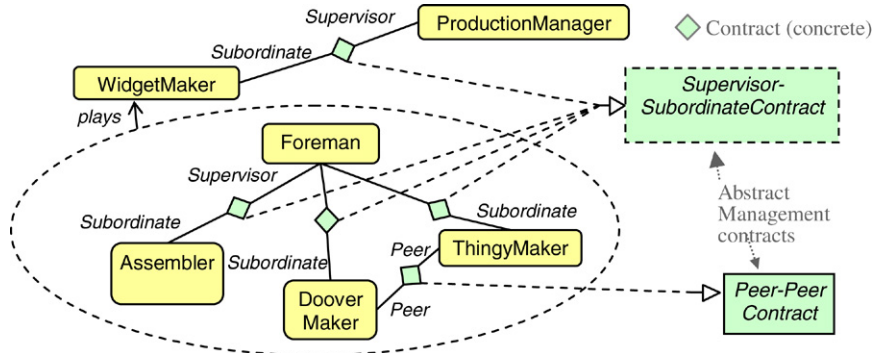 Supervisor
ProductionManager
Contract (concrete)
Subordinate
WidgetMaker
Supervisor-
SubordinateContract
plays
Foreman
Supervisor
Abstract
Management
contracts
Subordinate
Subordinate
Assembler
Subordinate
Peer
ThingyMaker
Doover
Maker
Peer
Peer-Peer
Contract